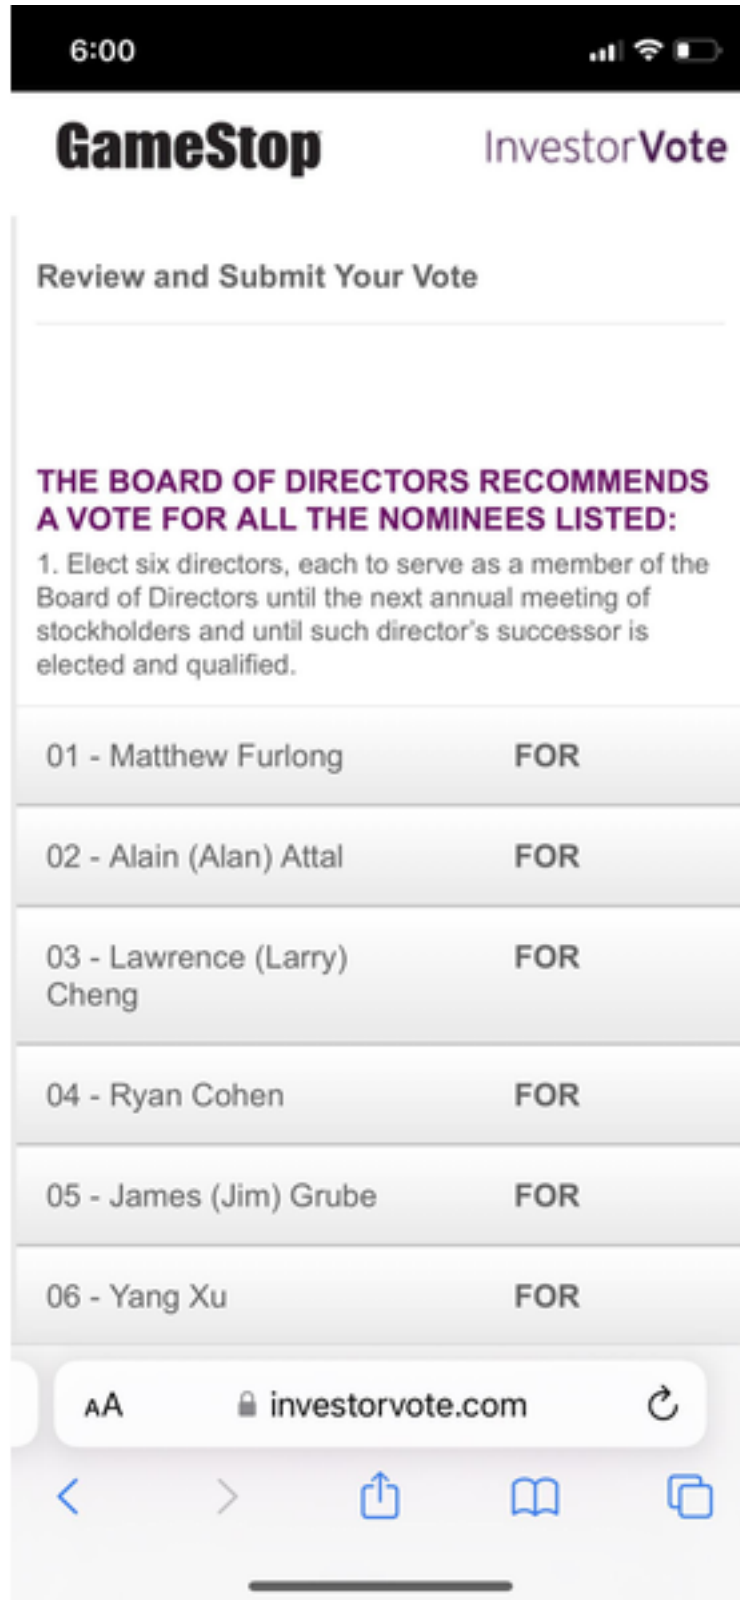 6:00
GameStop
InvestorVote
Review and Submit Your Vote
THE BOARD OF DIRECTORS RECOMMENDS
A VOTE FOR ALL THE NOMINEES LISTED:
1. Elect six directors, each to serve as a member of the
Board of Directors until the next annual meeting of
stockholders and until such director's successor is
elected and qualified.
01 - Matthew Furlong FOR
02 - Alain (Alan) Attal FOR
03 - Lawrence (Larry) FOR
Cheng
04 - Ryan Cohen FOR
05 - James (Jim) Grube FOR
06 - Yang Xu FOR
AA investorvote.com